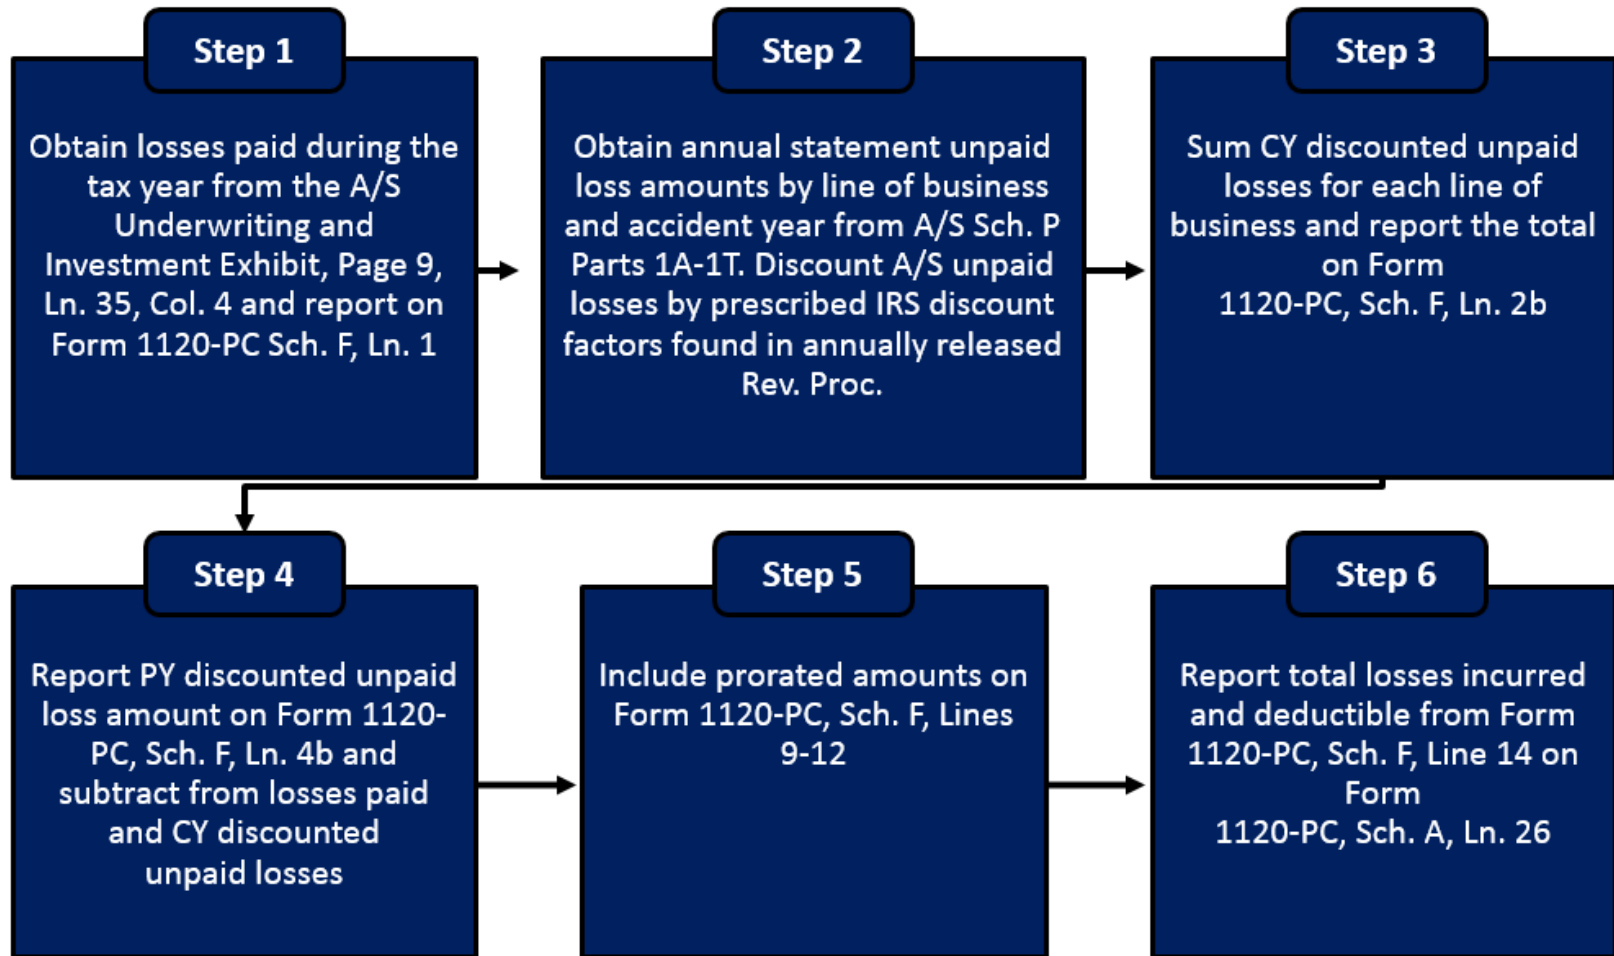 Step 1
Obtain losses paid during the
tax year from the A/S
Underwriting and
Investment Exhibit, Page 9,
Ln. 35, Col. 4 and report on
Form 1120-PC Sch. F, Ln. 1
Step 2
Obtain annual statement unpaid
loss amounts by line of business
and accident year from A/S Sch. P
Parts 1A-1T. Discount A/S unpaid
losses by prescribed IRS discount
factors found in annually released
Rev. Proc.
Step 3
Sum CY discounted unpaid
losses for each line of
business and report the total
on Form
1120-PC, Sch. F, Ln. 2b
Step 4
Report PY discounted unpaid
loss amount on Form 1120-
PC, Sch. F, Ln. 4b and
subtract from losses paid
and CY discounted
unpaid losses
Step 5
Include prorated amounts on
Form 1120-PC, Sch. F, Lines
9-12
Step 6
Report total losses incurred
and deductible from Form
1120-PC, Sch. F, Line 14 on
Form
1120-PC, Sch. A, Ln. 26